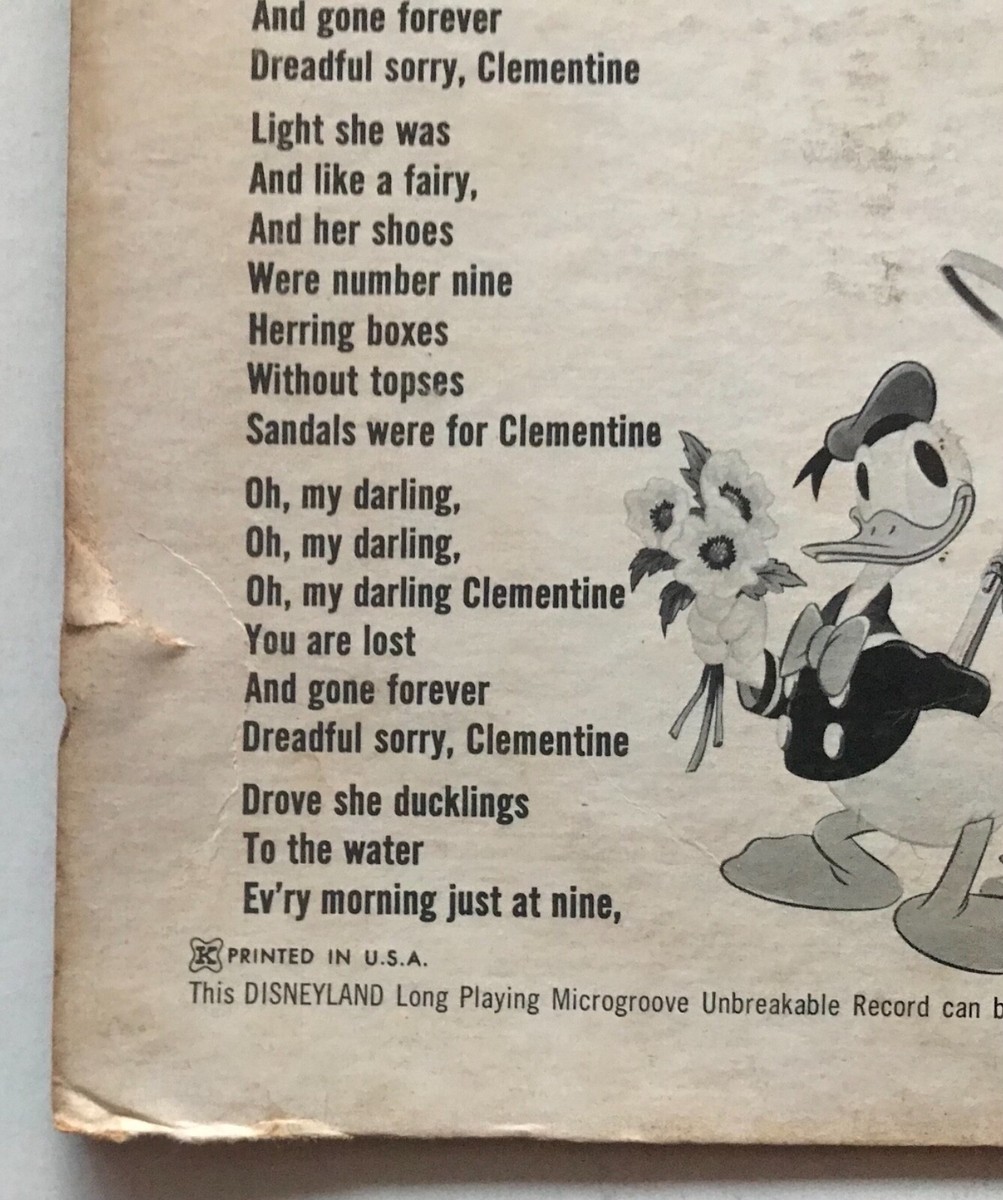 And gone forever
Dreadful sorry, Clementine
Light she was
And like a fairy,
And her shoes
Were number nine
Herring boxes
Without topses
Sandals were for Clementine
Oh, my darling,
Oh, my darling,
Oh, my darling Clementine
You are lost
And gone forever
Dreadful sorry, Clementine
Drove she ducklings
To the water
Ev'ry morning just at nine,
K PRINTED IN U.S.A.
This DISNEYLAND Long Playing Microgroove Unbreakable Record can b